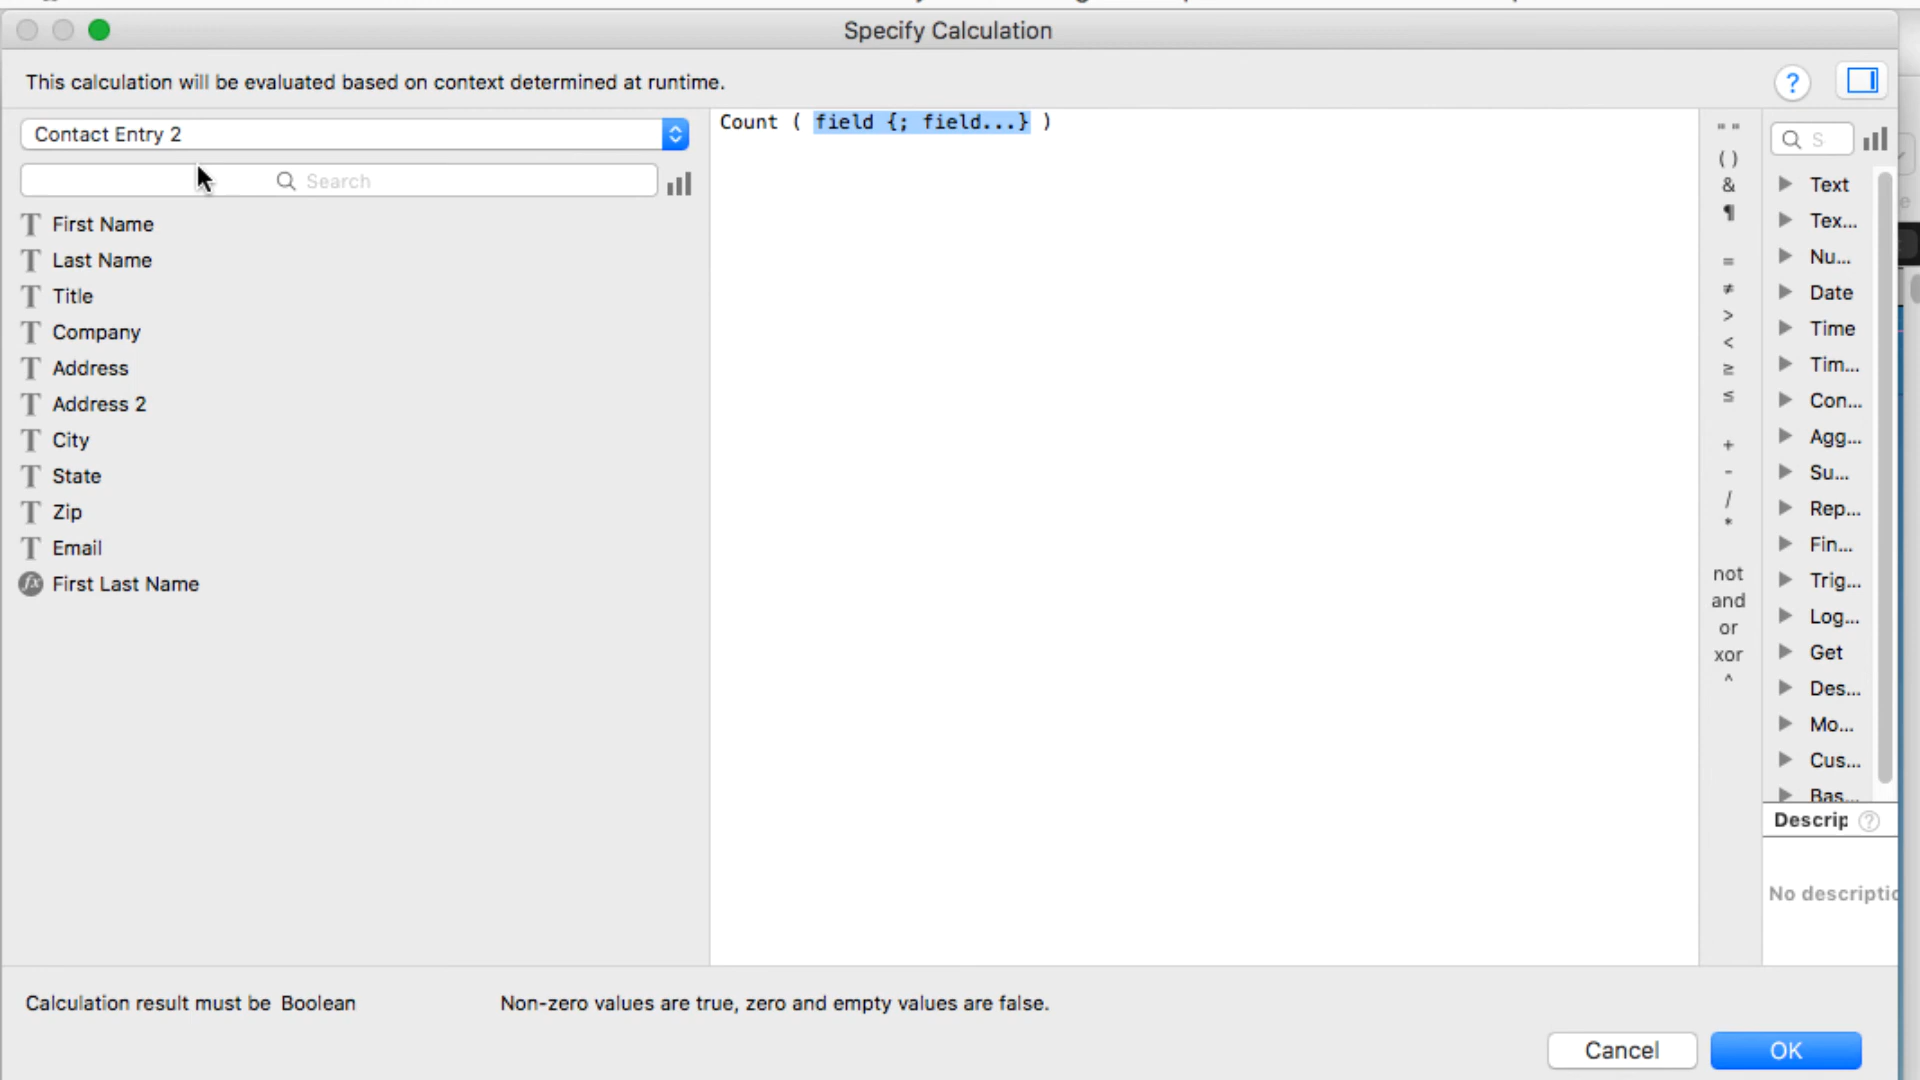 Specify Calculation
This calculation will be evaluated based on context determined at runtime.
?
Contact Entry 2
Search
First Name
Last Name
Title
Company
Address
Address 2
City
State
Zip
Email
fx First Last Name
Count ( field {; field...} )
" "
( )
&
¶
=
≠
>
<
≥
≤
+
-
/
*
not
and
or
xor
^
S
Text
Tex...
Nu...
Date
Time
Tim...
Con...
Agg...
Su...
Rep...
Fin...
Trig...
Log...
Get
Des...
Mo...
Cus...
Bas...
Descrip ?
No descriptio
Calculation result must be Boolean
Non-zero values are true, zero and empty values are false.
Cancel
OK